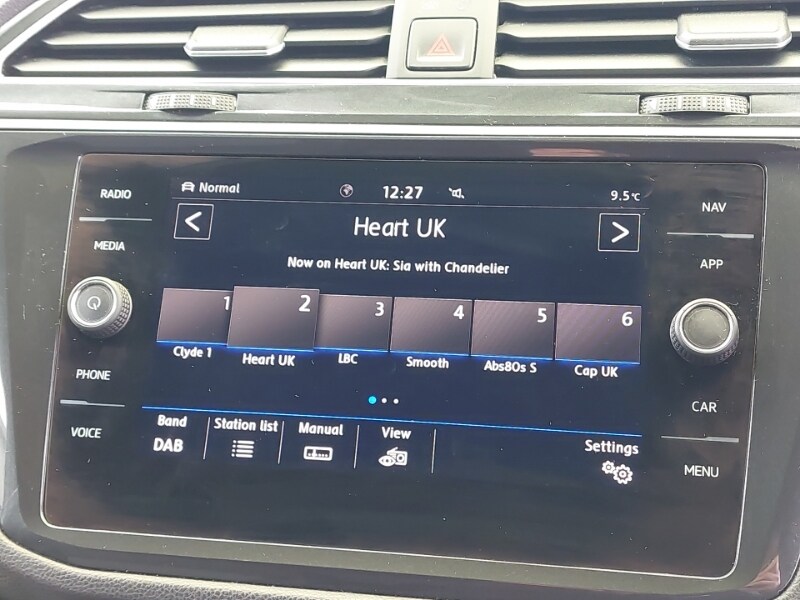 RADIO
MEDIA
PHONE
VOICE
Normal
12:27
9.5°C
<
Heart UK
>
Now on Heart UK: Sia with Chandelier
1
2
3
4
5
6
Clyde 1
Heart UK
LBC
Smooth
Abs80s S
Cap UK
Band
DAB
Station list
Manual
View
Settings
NAV
APP
CAR
MENU